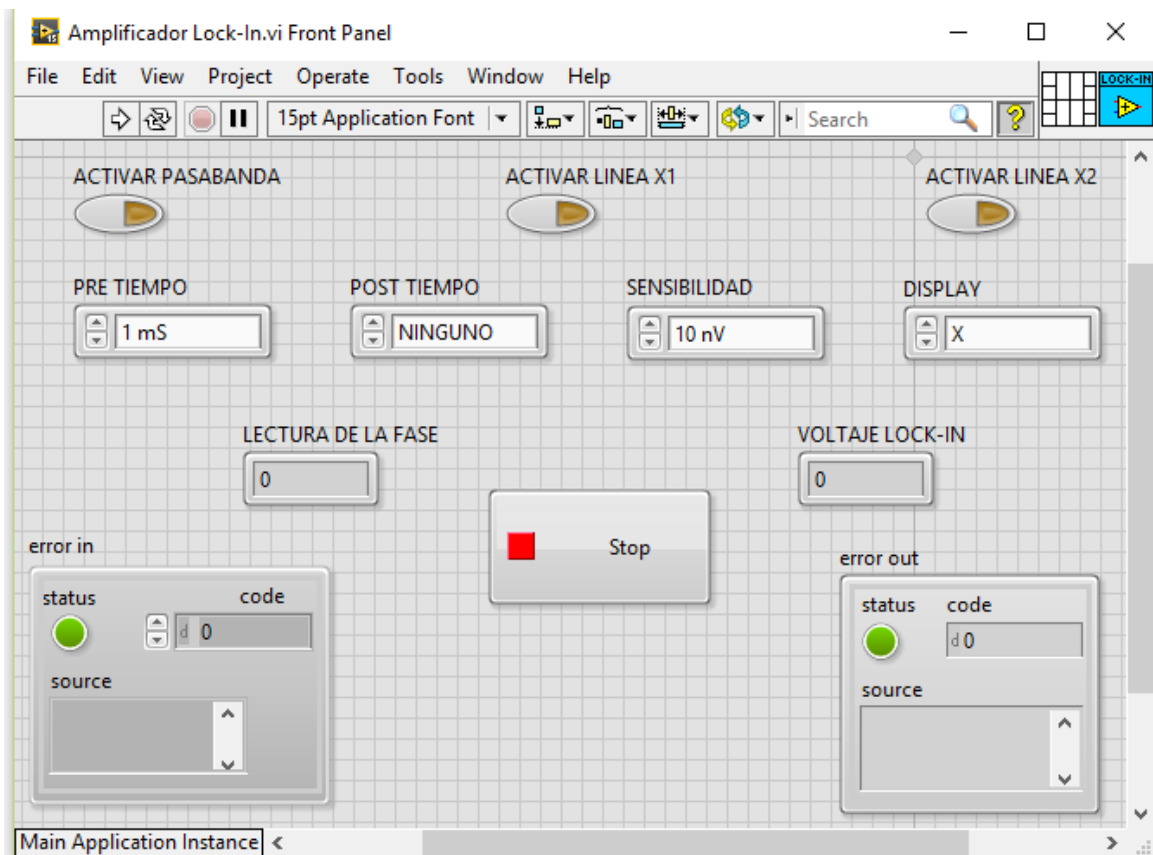 Amplificador Lock-In.vi Front Panel
File Edit View Project Operate Tools Window Help
LOCK-IN
15pt Application Font
Search
ACTIVAR PASABANDA
ACTIVAR LINEA X1
ACTIVAR LINEA X2
PRE TIEMPO
POST TIEMPO
SENSIBILIDAD
DISPLAY
1 mS
NINGUNO
10 nV
X
LECTURA DE LA FASE
VOLTAJE LOCK-IN
0
0
Stop
error in
status
code
d 0
source
error out
status
code
d 0
source
Main Application Instance